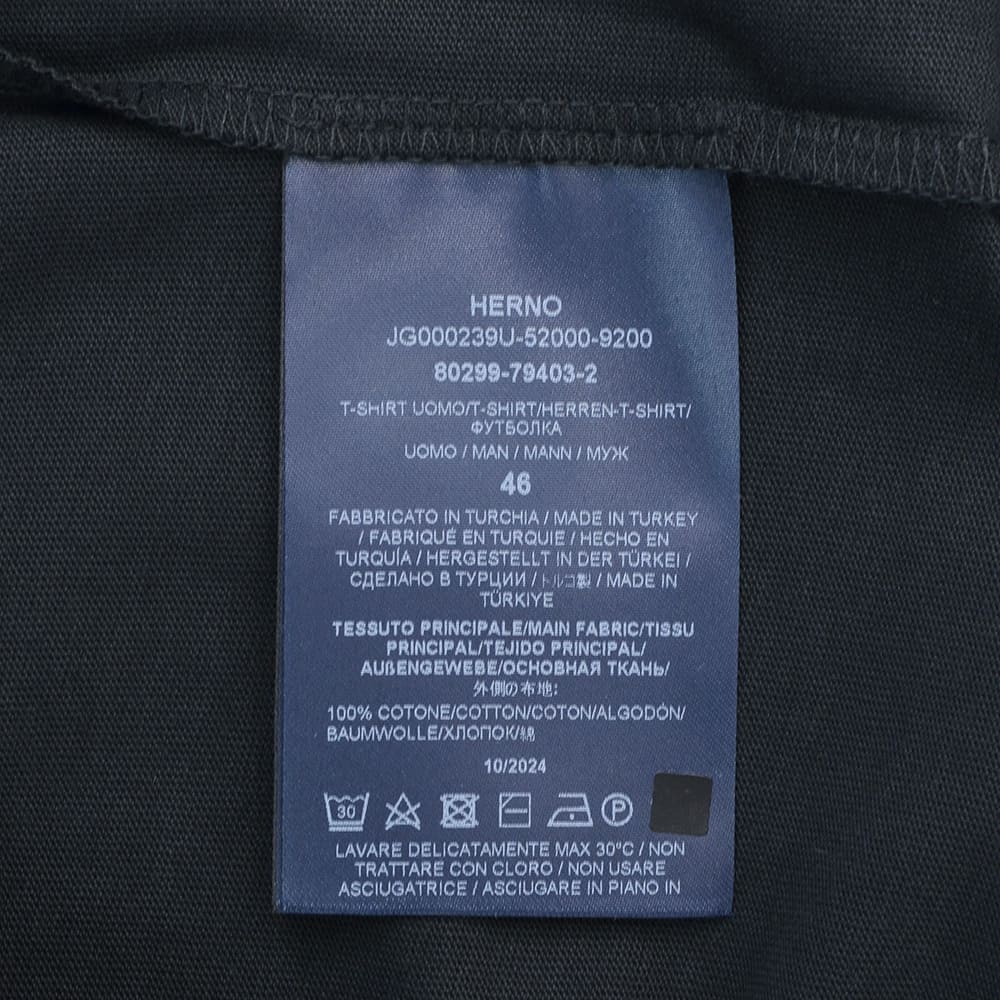 HERNO
JG000239U-52000-9200
80299-79403-2
T-SHIRT UOMO/T-SHIRT/HERREN-T-SHIRT/
ФУТБОЛКА
UOMO / MAN / MANN / МУЖ
46
FABBRICATO IN TURCHIA / MADE IN TURKEY
/ FABRIQUÉ EN TURQUIE / HECHO EN
TURQUÍA / HERGESTELLT IN DER TÜRKEI /
СДЕЛАНО В ТУРЦИИ / トルコ製 / MADE IN
TÜRKIYE
TESSUTO PRINCIPALE/MAIN FABRIC/TISSU
PRINCIPAL/TEJIDO PRINCIPAL/
AUßENGEWEBE/ОСНОВНАЯ ТКАНЬ/
外側の布地:
100% COTONE/COTTON/COTON/ALGODÓN/
BAUMWOLLE/ХЛОПОК/綿
10/2024
30 P
LAVARE DELICATAMENTE MAX 30°C / NON
TRATTARE CON CLORO / NON USARE
ASCIUGATRICE / ASCIUGARE IN PIANO IN